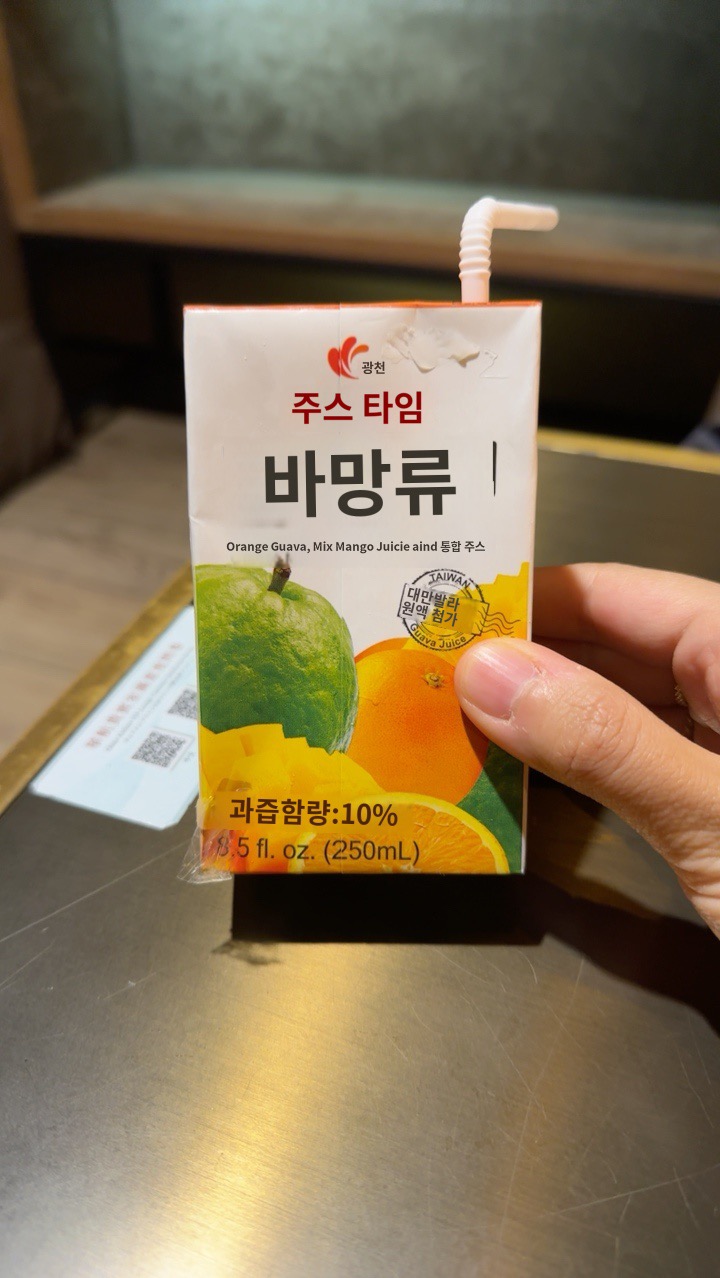 광천
주스 타임
바망류
Orange Guava, Mix Mango Juicie aind 통합 주스
TAIWAN
대만발라
원액 첨가
Guava Juice
과즙함량:10%
8.5 fl. oz. (250mL)